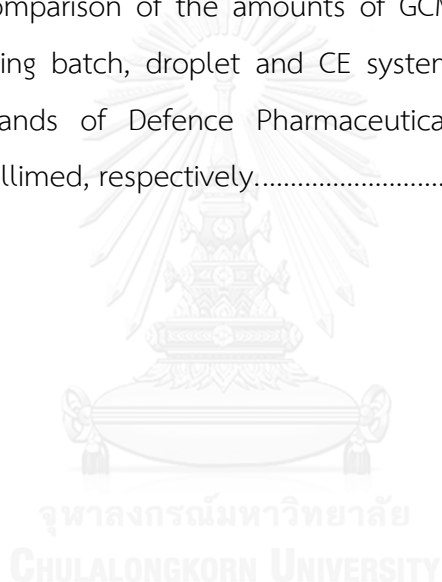 omparison of the amounts of GCM
ing batch, droplet and CE system
ands of Defence Pharmaceutica
llimed, respectively.........................
จุฬาลงกรณ์มหาวิทยาลัย
CHULALONGKORN UNIVERSITY